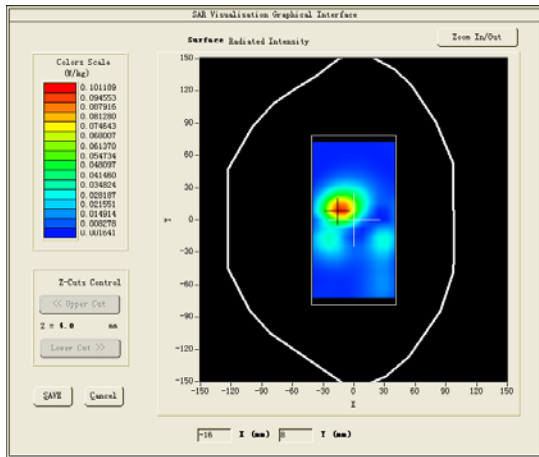 SAR Visualisation Graphical Interface
Surface Radiated Intensity
Zoom In/Out
Colors Scale
(W/kg)
0.101189
0.094553
0.087916
0.081280
0.074643
0.068007
0.061370
0.054734
0.048097
0.041460
0.034824
0.028187
0.021551
0.014914
0.008278
0.001641
Z-Cuts Control
<< Upper Cut
Z = 4.0 mm
Lower Cut >>
SAVE Cancel
150
120
90
60
30
0
-30
-60
-90
-120
-150
Y
-150 -120 -90 -60 -30 0 30 60 90 120 150
X
-16 X (mm) 8 Y (mm)